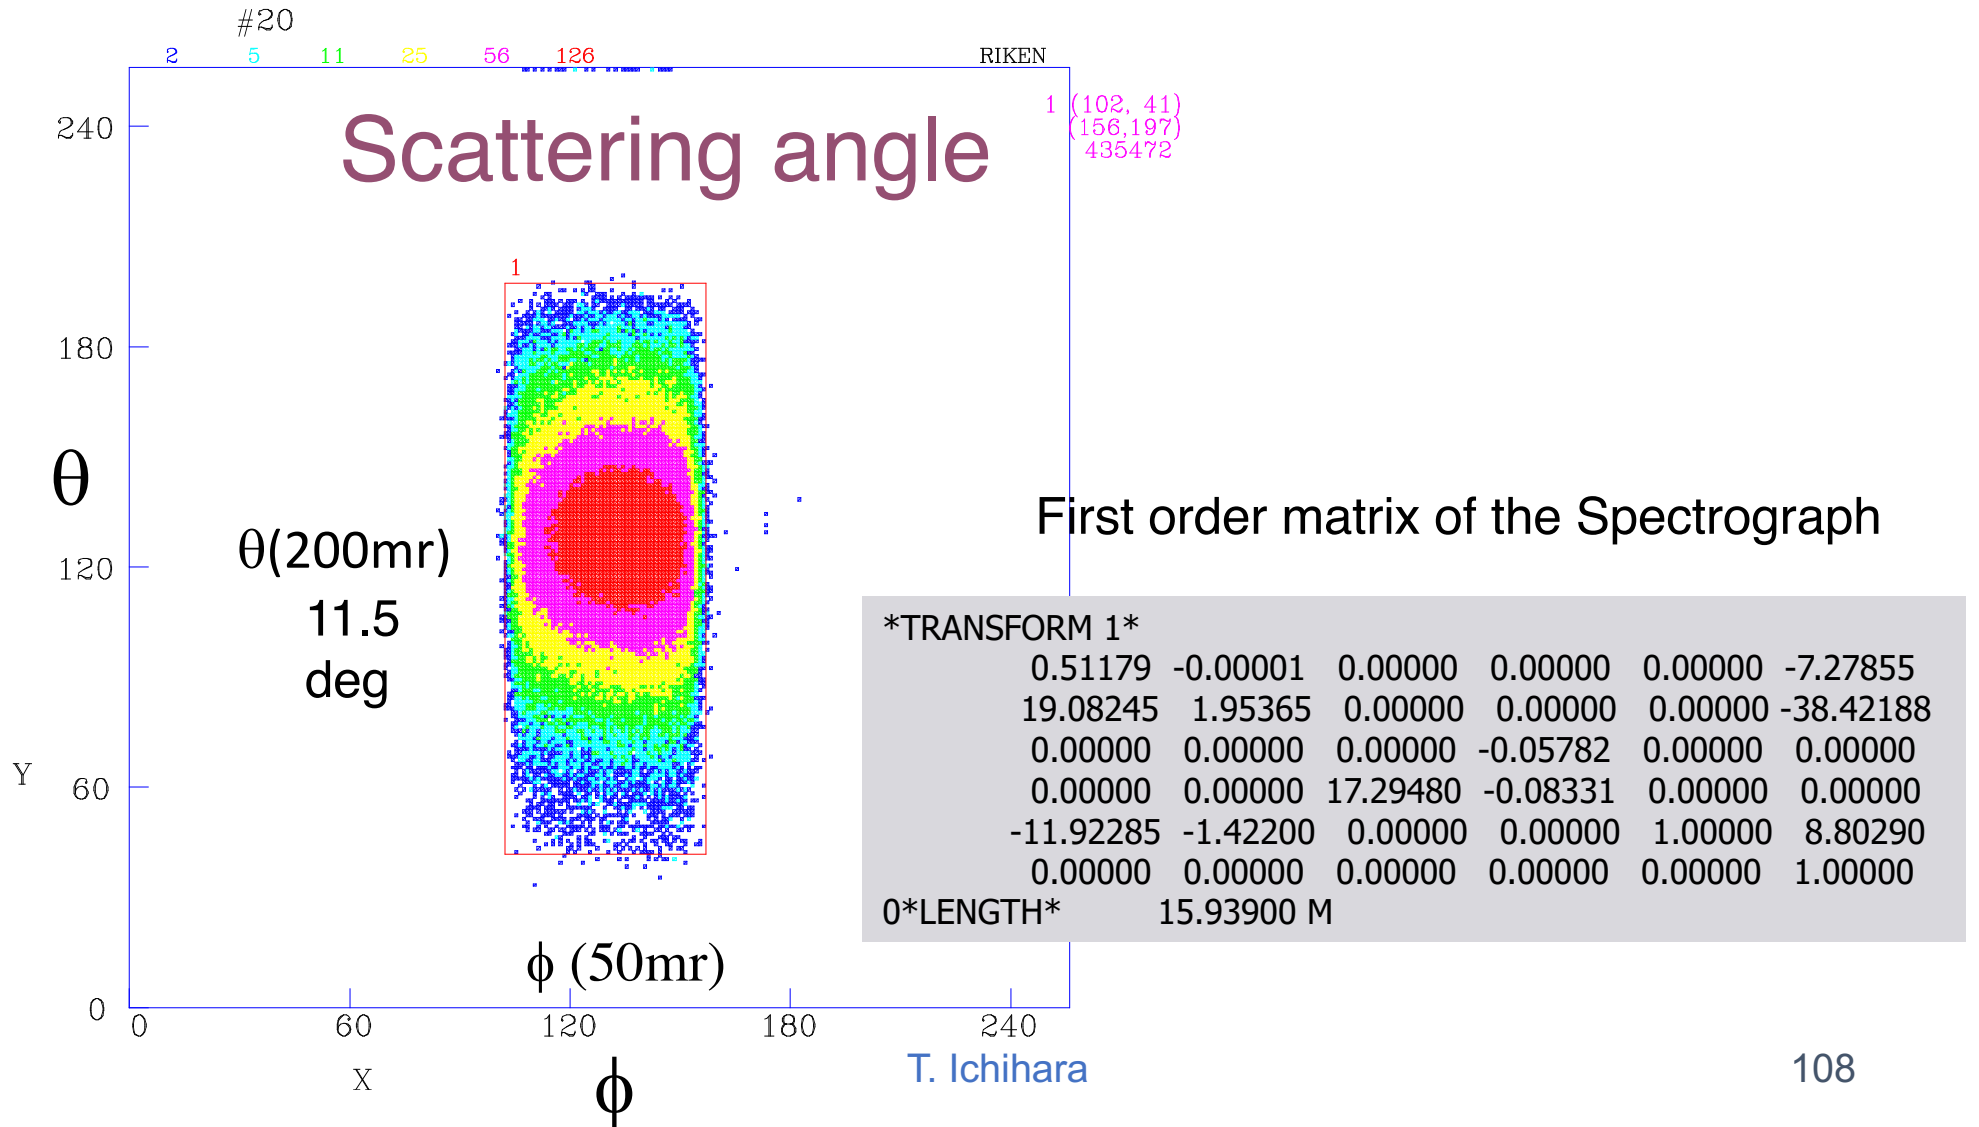 #20
2 5 11 25 56 126 RIKEN
1 (102, 41)
(156,197)
435472
Scattering angle
240
180
120
60
0
1
θ
θ(200mr)
11.5
deg
Y
First order matrix of the Spectrograph
*TRANSFORM 1*
0.51179 -0.00001 0.00000 0.00000 0.00000 -7.27855
19.08245 1.95365 0.00000 0.00000 0.00000 -38.42188
0.00000 0.00000 0.00000 -0.05782 0.00000 0.00000
0.00000 0.00000 17.29480 -0.08331 0.00000 0.00000
-11.92285 -1.42200 0.00000 0.00000 1.00000 8.80290
0.00000 0.00000 0.00000 0.00000 0.00000 1.00000
0*LENGTH* 15.93900 M
ϕ (50mr)
0 60 120 180 240
X
ϕ
T. Ichihara
108